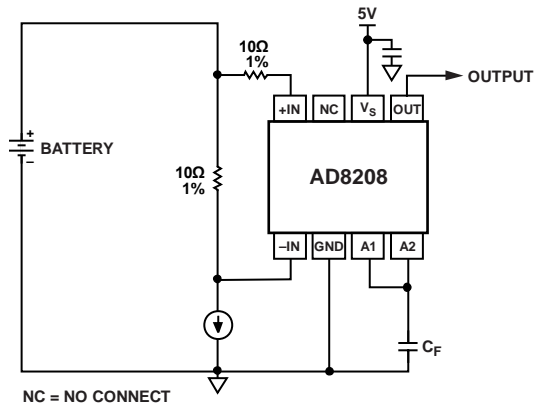 5V
10Ω
1%
OUTPUT
+IN
NC
VS
OUT
+
BATTERY
–
10Ω
1%
AD8208
–IN
GND
A1
A2
CF
NC = NO CONNECT